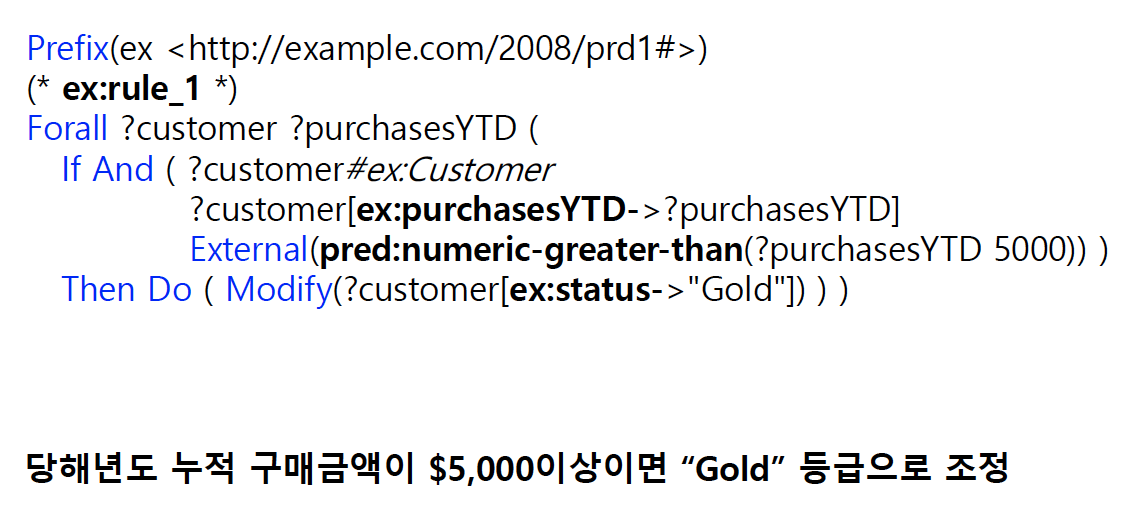 Prefix(ex <http://example.com/2008/prd1#>)
(* ex:rule_1 *)
Forall ?customer ?purchasesYTD (
If And ( ?customer#ex:Customer
?customer[ex:purchasesYTD->?purchasesYTD]
External(pred:numeric-greater-than(?purchasesYTD 5000)) )
Then Do ( Modify(?customer[ex:status->"Gold"]) ) )
당해년도 누적 구매금액이 $5,000이상이면 “Gold” 등급으로 조정